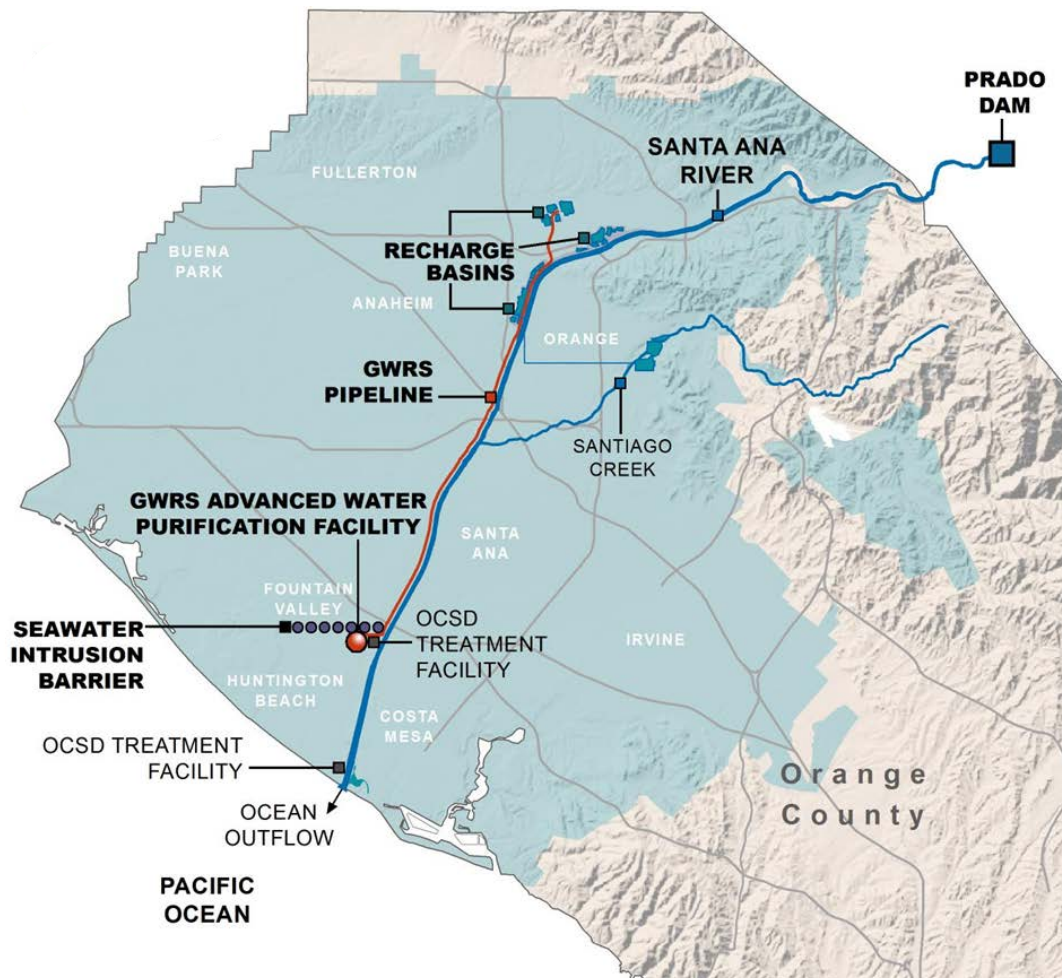 PRADO
DAM
SANTA ANA
RIVER
FULLERTON
RECHARGE
BASINS
BUENA
PARK
ANAHEIM
ORANGE
GWRS
PIPELINE
SANTIAGO
CREEK
GWRS ADVANCED WATER
PURIFICATION FACILITY
SANTA
ANA
FOUNTAIN
VALLEY
SEAWATER
INTRUSION
BARRIER
OCSD
TREATMENT
FACILITY
IRVINE
HUNTINGTON
BEACH
COSTA
MESA
OCSD TREATMENT
FACILITY
OCEAN
OUTFLOW
Orange
County
PACIFIC
OCEAN